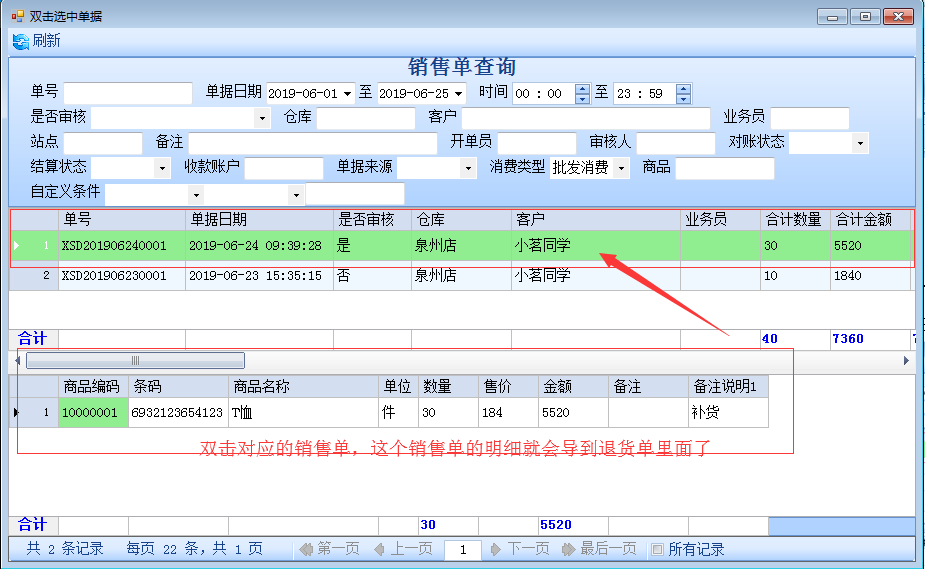 双击选中单据
刷新
销售单查询
单号 单据日期 2019-06-01 至 2019-06-25 时间 00 : 00 至 23 : 59
是否审核 仓库 客户 业务员
站点 备注 开单员 审核人 对账状态
结算状态 收款账户 单据来源 消费类型 批发消费 商品
自定义条件
单号 单据日期 是否审核 仓库 客户 业务员 合计数量 合计金额
1 XSD201906240001 2019-06-24 09:39:28 是 泉州店 小茗同学 30 5520
2 XSD201906230001 2019-06-23 15:35:15 否 泉州店 小茗同学 10 1840
合计 40 7360
商品编码 条码 商品名称 单位 数量 售价 金额 备注 备注说明1
1 10000001 6932123654123 T恤 件 30 184 5520 补货
双击对应的销售单，这个销售单的明细就会导到退货单里面了
合计 30 5520
共 2 条记录 每页 22 条，共 1 页 第一页 上一页 1 下一页 最后一页 所有记录